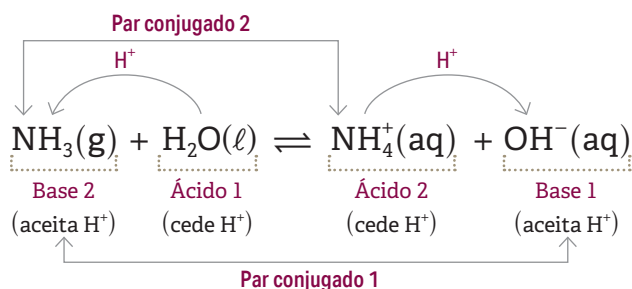 Par conjugado 2
H⁺ H⁺
NH₃(g) + H₂O(ℓ) ⇌ NH₄⁺(aq) + OH⁻(aq)
Base 2 Ácido 1 Ácido 2 Base 1
(aceita H⁺) (cede H⁺) (cede H⁺) (aceita H⁺)
Par conjugado 1